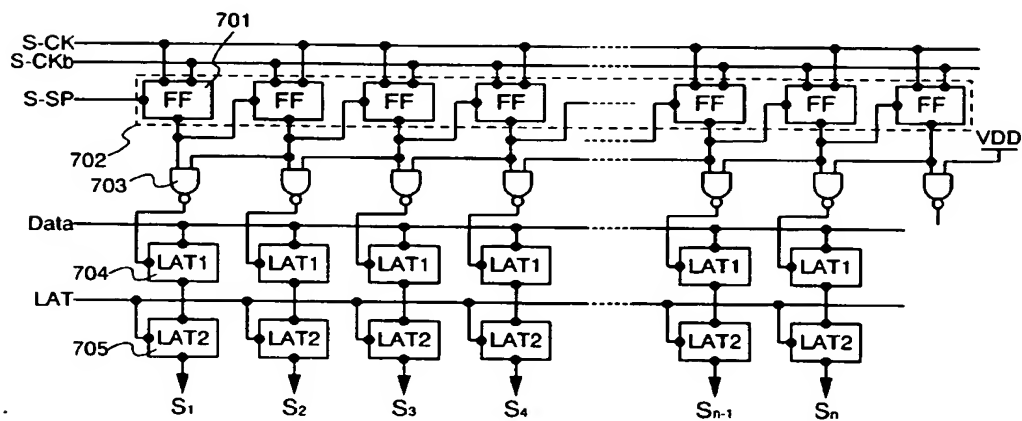 701
S-CK
S-CKb
S-SP
FF FF FF FF FF FF FF
702
VDD
703
Data
LAT1 LAT1 LAT1 LAT1 LAT1 LAT1
704
LAT
LAT2 LAT2 LAT2 LAT2 LAT2 LAT2
705
S1 S2 S3 S4 Sn-1 Sn